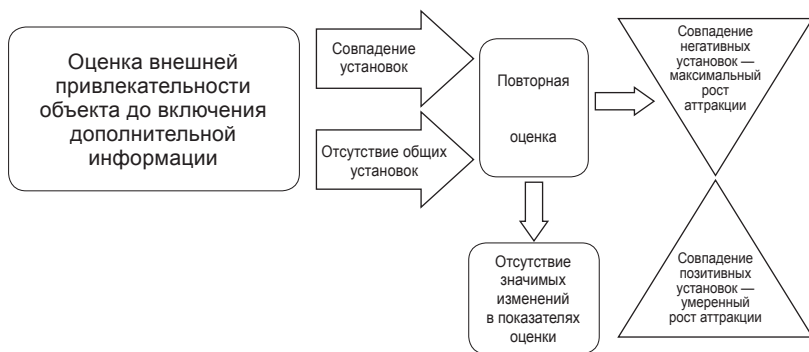 Оценка внешней
привлекательности
объекта до включения
дополнительной
информации
Совпадение
установок
Отсутствие общих
установок
Повторная
оценка
Совпадение
негативных
установок —
максимальный
рост
аттракции
Отсутствие
значимых
изменений
в показателях
оценки
Совпадение
позитивных
установок —
умеренный
рост аттракции